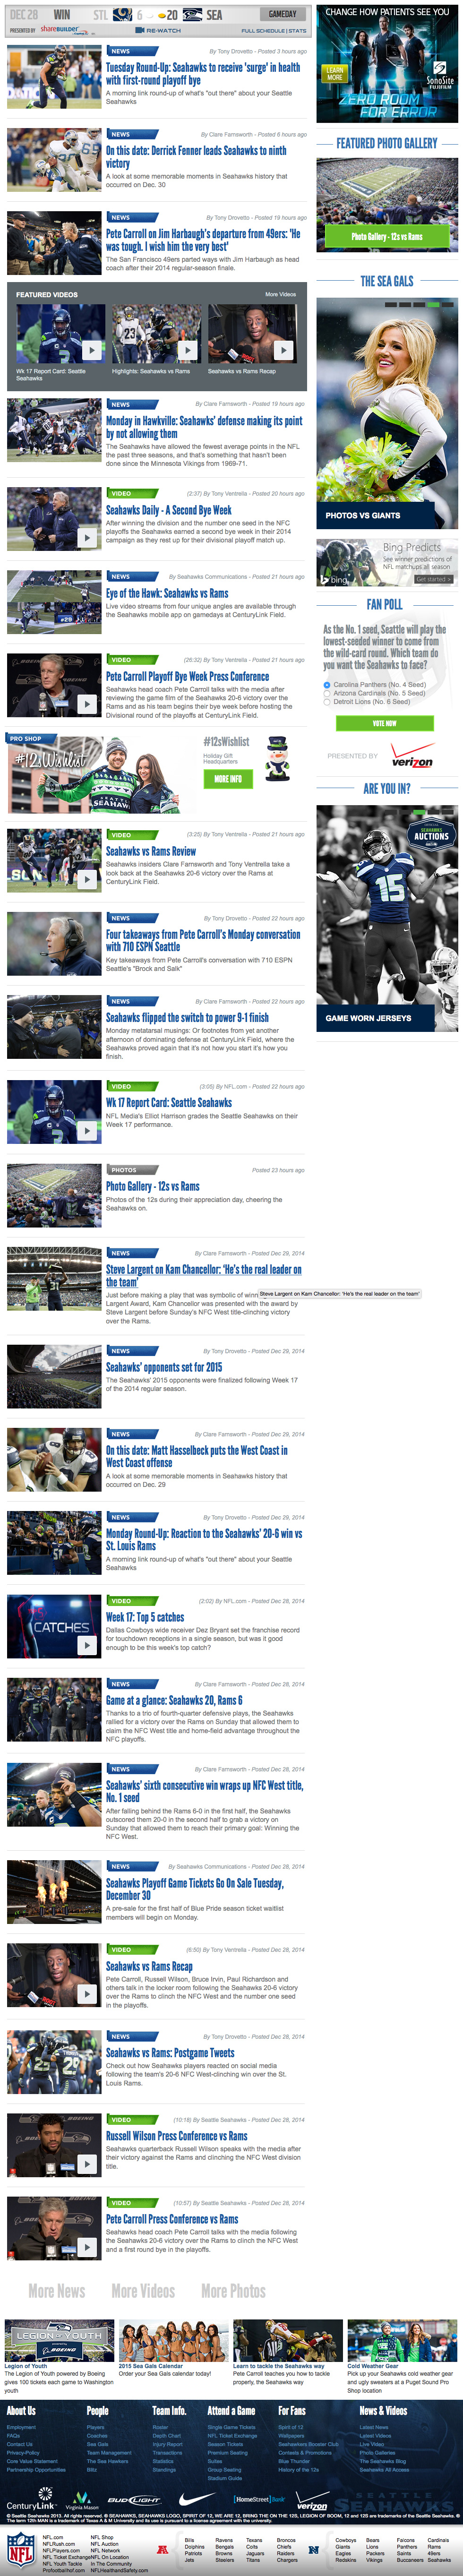 DEC 28 WIN STL 6 20 SEA GAMEDAY
PRESENTED BY sharebuilder RE-WATCH FULL SCHEDULE | STATS
NEWS By Tony Drovetto - Posted 3 hours ago
Tuesday Round-Up: Seahawks to receive 'surge' in health
with first-round playoff bye
A morning link round-up of what's "out there" about your Seattle
Seahawks
NEWS By Clare Farnsworth - Posted 6 hours ago
On this date: Derrick Fenner leads Seahawks to ninth
victory
A look at some memorable moments in Seahawks history that
occurred on Dec. 30
NEWS By Tony Drovetto - Posted 19 hours ago
Pete Carroll on Jim Harbaugh's departure from 49ers: 'He
was tough. I wish him the very best'
The San Francisco 49ers parted ways with Jim Harbaugh as head
coach after their 2014 regular-season finale.
FEATURED VIDEOS More Videos
Wk 17 Report Card: Seattle
Seahawks
Highlights: Seahawks vs Rams
Seahawks vs Rams Recap
NEWS By Clare Farnsworth - Posted 19 hours ago
Monday in Hawkville: Seahawks' defense making its point
by not allowing them
The Seahawks have allowed the fewest average points in the NFL
the past three seasons, and that's something that hasn't been
done since the Minnesota Vikings from 1969-71.
VIDEO (2:37) By Tony Ventrella - Posted 20 hours ago
Seahawks Daily - A Second Bye Week
After winning the division and the number one seed in the NFC
playoffs the Seahawks earned a second bye week in their 2014
campaign as they rest up for their divisional playoff match up.
NEWS By Seahawks Communications - Posted 21 hours ago
Eye of the Hawk: Seahawks vs Rams
Live video streams from four unique angles are available through
the Seahawks mobile app on gamedays at CenturyLink Field.
VIDEO (26:32) By Tony Ventrella - Posted 21 hours ago
Pete Carroll Playoff Bye Week Press Conference
Seahawks head coach Pete Carroll talks with the media after
reviewing the game film of the Seahawks 20-6 victory over the
Rams and as his team begins their bye week before hosting the
Divisional round of the playoffs at CenturyLink Field.
PRO SHOP
#12sWishlist
#12sWishlist
Holiday Gift
Headquarters
MORE INFO
VIDEO (3:25) By Tony Ventrella - Posted 21 hours ago
Seahawks vs Rams Review
Seahawks insiders Clare Farnsworth and Tony Ventrella take a
look back at the Seahawks 20-6 victory over the Rams at
CenturyLink Field.
NEWS By Tony Drovetto - Posted 22 hours ago
Four takeaways from Pete Carroll's Monday conversation
with 710 ESPN Seattle
Key takeaways from Pete Carroll's conversation with 710 ESPN
Seattle's "Brock and Salk"
NEWS By Clare Farnsworth - Posted 22 hours ago
Seahawks flipped the switch to power 9-1 finish
Monday metatarsal musings: Or footnotes from yet another
afternoon of dominating defense at CenturyLink Field, where the
Seahawks proved again that it's not how you start it's how you
finish.
VIDEO (3:05) By NFL.com - Posted 22 hours ago
Wk 17 Report Card: Seattle Seahawks
NFL Media's Elliot Harrison grades the Seattle Seahawks on their
Week 17 performance.
PHOTOS Posted 23 hours ago
Photo Gallery - 12s vs Rams
Photos of the 12s during their appreciation day, cheering the
Seahawks on.
NEWS By Clare Farnsworth - Posted Dec 29, 2014
Steve Largent on Kam Chancellor: 'He's the real leader on
the team'
Steve Largent on Kam Chancellor: 'He's the real leader on the team'
Just before making a play that was symbolic of winning
Largent Award, Kam Chancellor was presented with the award by
Steve Largent before Sunday's NFC West title-clinching victory
over the Rams.
NEWS By Tony Drovetto - Posted Dec 29, 2014
Seahawks' opponents set for 2015
The Seahawks' 2015 opponents were finalized following Week 17
of the 2014 regular season.
NEWS By Clare Farnsworth - Posted Dec 29, 2014
On this date: Matt Hasselbeck puts the West Coast in
West Coast offense
A look at some memorable moments in Seahawks history that
occurred on Dec. 29
NEWS By Tony Drovetto - Posted Dec 29, 2014
Monday Round-Up: Reaction to the Seahawks' 20-6 win vs
St. Louis Rams
A morning link round-up of what's "out there" about your Seattle
Seahawks
CATCHES
VIDEO (2:02) By NFL.com - Posted Dec 28, 2014
Week 17: Top 5 catches
Dallas Cowboys wide receiver Dez Bryant set the franchise record
for touchdown receptions in a single season, but was it good
enough to be this week's top catch?
NEWS By Clare Farnsworth - Posted Dec 28, 2014
Game at a glance: Seahawks 20, Rams 6
Thanks to a trio of fourth-quarter defensive plays, the Seahawks
rallied for a victory over the Rams on Sunday that allowed them to
claim the NFC West title and home-field advantage throughout the
NFC playoffs.
NEWS By Clare Farnsworth - Posted Dec 28, 2014
Seahawks' sixth consecutive win wraps up NFC West title,
No. 1 seed
After falling behind the Rams 6-0 in the first half, the Seahawks
outscored them 20-0 in the second half to grab a victory on
Sunday that allowed them to reach their primary goal: Winning the
NFC West.
NEWS By Seahawks Communications - Posted Dec 28, 2014
Seahawks Playoff Game Tickets Go On Sale Tuesday,
December 30
A pre-sale for the first half of Blue Pride season ticket waitlist
members will begin on Monday.
VIDEO (6:50) By Tony Ventrella - Posted Dec 28, 2014
Seahawks vs Rams Recap
Pete Carroll, Russell Wilson, Bruce Irvin, Paul Richardson and
others talk in the locker room following the Seahawks 20-6 victory
over the Rams to clinch the NFC West and the number one seed
in the playoffs.
NEWS By Tony Drovetto - Posted Dec 28, 2014
Seahawks vs Rams: Postgame Tweets
Check out how Seahawks players reacted on social media
following the team's 20-6 NFC West-clinching win over the St.
Louis Rams.
VIDEO (10:18) By Seattle Seahawks - Posted Dec 28, 2014
Russell Wilson Press Conference vs Rams
Seahawks quarterback Russell Wilson speaks with the media after
their victory against the Rams and clinching the NFC West division
title.
VIDEO (10:57) By Seattle Seahawks - Posted Dec 28, 2014
Pete Carroll Press Conference vs Rams
Seahawks head coach Pete Carroll talks with the media following
the Seahawks 20-6 victory over the Rams to clinch the NFC West
and a first round bye in the playoffs.
More News More Videos More Photos
CHANGE HOW PATIENTS SEE YOU
LEARN
MORE
SonoSite
FUJIFILM
ZERO ROOM
FOR ERROR
FEATURED PHOTO GALLERY
Photo Gallery - 12s vs Rams
THE SEA GALS
PHOTOS VS GIANTS
Bing Predicts
See winner predictions of
NFL matchups all season
bing Get started >
FAN POLL
As the No. 1 seed, Seattle will play the
lowest-seeded winner to come from
the wild-card round. Which team do
you want the Seahawks to face?
Carolina Panthers (No. 4 Seed)
Arizona Cardinals (No. 5 Seed)
Detroit Lions (No. 6 Seed)
VOTE NOW
PRESENTED BY verizon
ARE YOU IN?
SEAHAWKS
AUCTIONS
15
GAME WORN JERSEYS
LEGION OF YOUTH
BOEING
Legion of Youth
The Legion of Youth powered by Boeing
gives 100 tickets each game to Washington
youth
2015 Sea Gals Calendar
Order your Sea Gals calendar today!
Learn to tackle the Seahawks way
Pete Carroll teaches you how to tackle
properly, the Seahawks way
Cold Weather Gear
Pick up your Seahawks cold weather gear
and ugly sweaters at a Puget Sound Pro
Shop location
About Us People Team Info. Attend a Game For Fans News & Videos
Employment Players Roster Single Game Tickets Spirit of 12 Latest News
FAQs Coaches Depth Chart NFL Ticket Exchange Wallpapers Latest Videos
Contact Us Sea Gals Injury Report Season Tickets Seahawkers Booster Club Live Video
Privacy-Policy Team Management Transactions Premium Seating Contests & Promotions Photo Galleries
Core Value Statement The Sea Hawkers Statistics Suites Blue Thunder The Seahawks Blog
Partnership Opportunities Blitz Standings Group Seating History of the 12s Seahawks All Access
Stadium Guide
CenturyLink Virginia Mason BUD LIGHT HomeStreet Bank verizon
© Seattle Seahawks 2013. All rights reserved.
NFL.com NFL Shop
NFLRush.com NFL Auction
NFLPlayers.com NFL Network
NFL Ticket Exchange NFL On Location
NFL Youth Tackle In The Community
Profootballhof.com NFLHealthandSafety.com
Bills Ravens Texans Broncos Cowboys Bears Falcons Cardinals
Dolphins Bengals Colts Chiefs Giants Lions Panthers Rams
Patriots Browns Jaguars Raiders Eagles Packers Saints 49ers
Jets Steelers Titans Chargers Redskins Vikings Buccaneers Seahawks